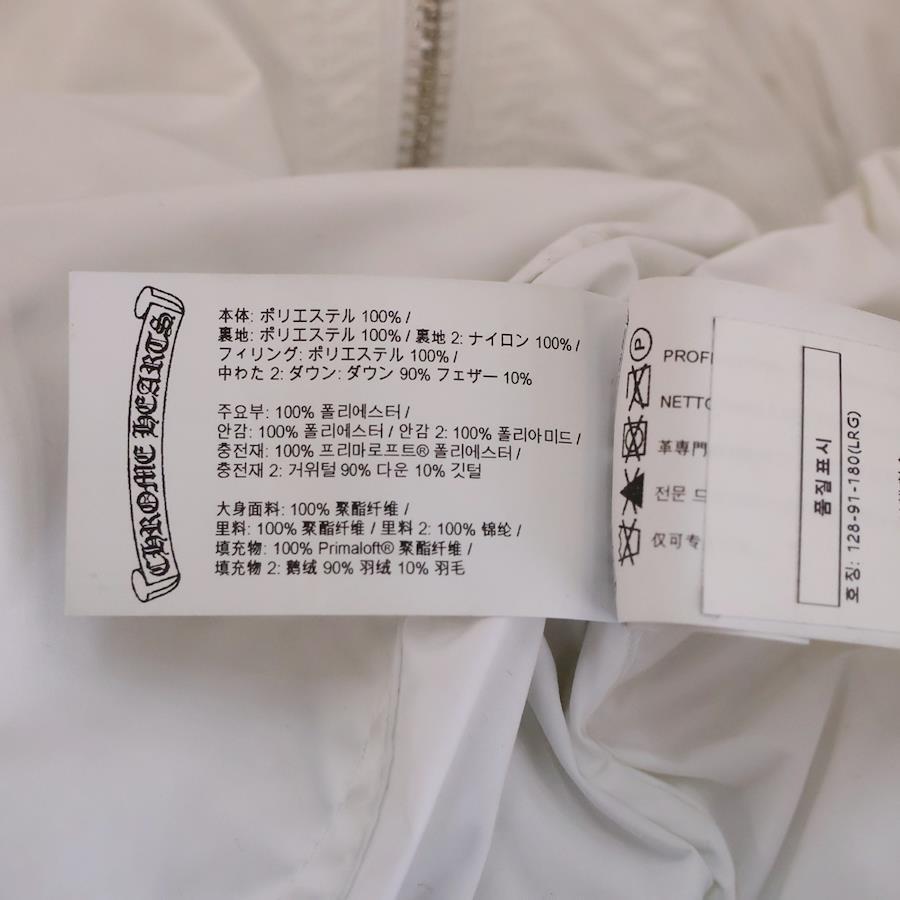 CHROME HEARTS
本体: ポリエステル 100% /
裏地: ポリエステル 100% / 裏地 2: ナイロン 100% /
フィリング: ポリエステル 100% /
中わた 2: ダウン: ダウン 90% フェザー 10%
주요부: 100% 폴리에스터 /
안감: 100% 폴리에스터 / 안감 2: 100% 폴리아미드 /
충전재: 100% 프리마로프트® 폴리에스터 /
충전재 2: 거위털 90% 다운 10% 깃털
大身面料: 100% 聚酯纤维 /
里料: 100% 聚酯纤维 / 里料 2: 100% 锦纶 /
填充物: 100% Primaloft® 聚酯纤维 /
填充物 2: 鹅绒 90% 羽绒 10% 羽毛
P
PROF
NETTO
革専門
전문
仅可专
품질표시
호칭: 128-91-180(LRG)